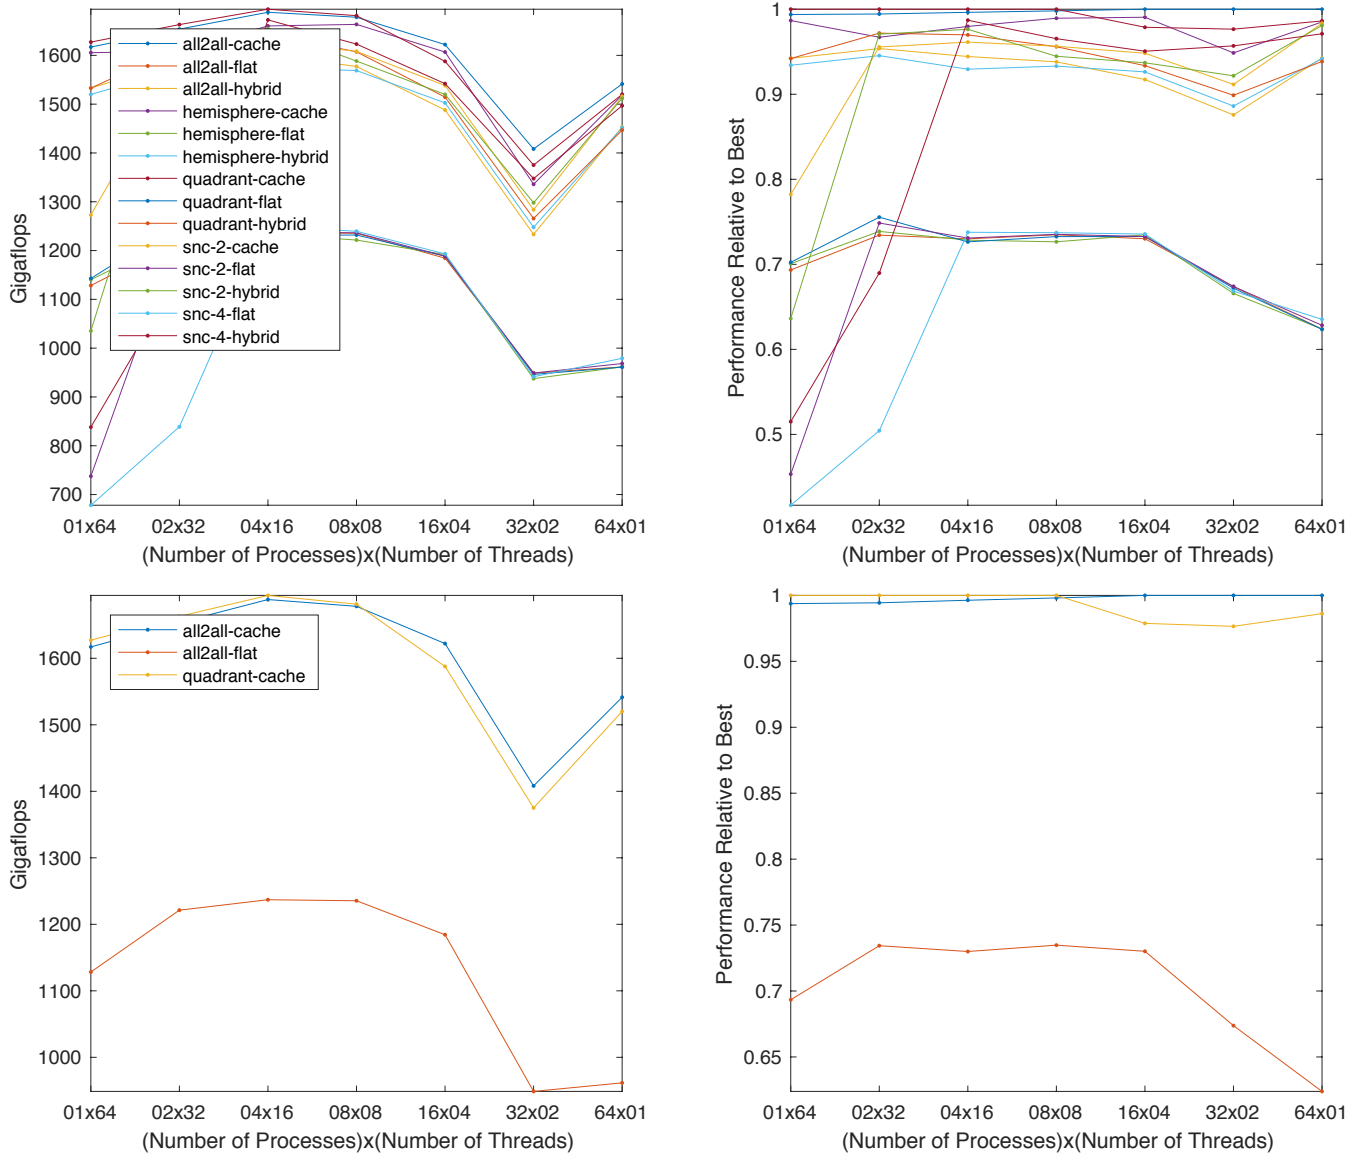 1600
1500
1400
1300
1200
1100
1000
900
800
700
Gigaflops
all2all-cache
all2all-flat
all2all-hybrid
hemisphere-cache
hemisphere-flat
hemisphere-hybrid
quadrant-cache
quadrant-flat
quadrant-hybrid
snc-2-cache
snc-2-flat
snc-2-hybrid
snc-4-flat
snc-4-hybrid
01x64 02x32 04x16 08x08 16x04 32x02 64x01
(Number of Processes)x(Number of Threads)
1
0.9
0.8
0.7
0.6
0.5
Performance Relative to Best
01x64 02x32 04x16 08x08 16x04 32x02 64x01
(Number of Processes)x(Number of Threads)
1600
1500
1400
1300
1200
1100
1000
Gigaflops
all2all-cache
all2all-flat
quadrant-cache
01x64 02x32 04x16 08x08 16x04 32x02 64x01
(Number of Processes)x(Number of Threads)
1
0.95
0.9
0.85
0.8
0.75
0.7
0.65
Performance Relative to Best
01x64 02x32 04x16 08x08 16x04 32x02 64x01
(Number of Processes)x(Number of Threads)